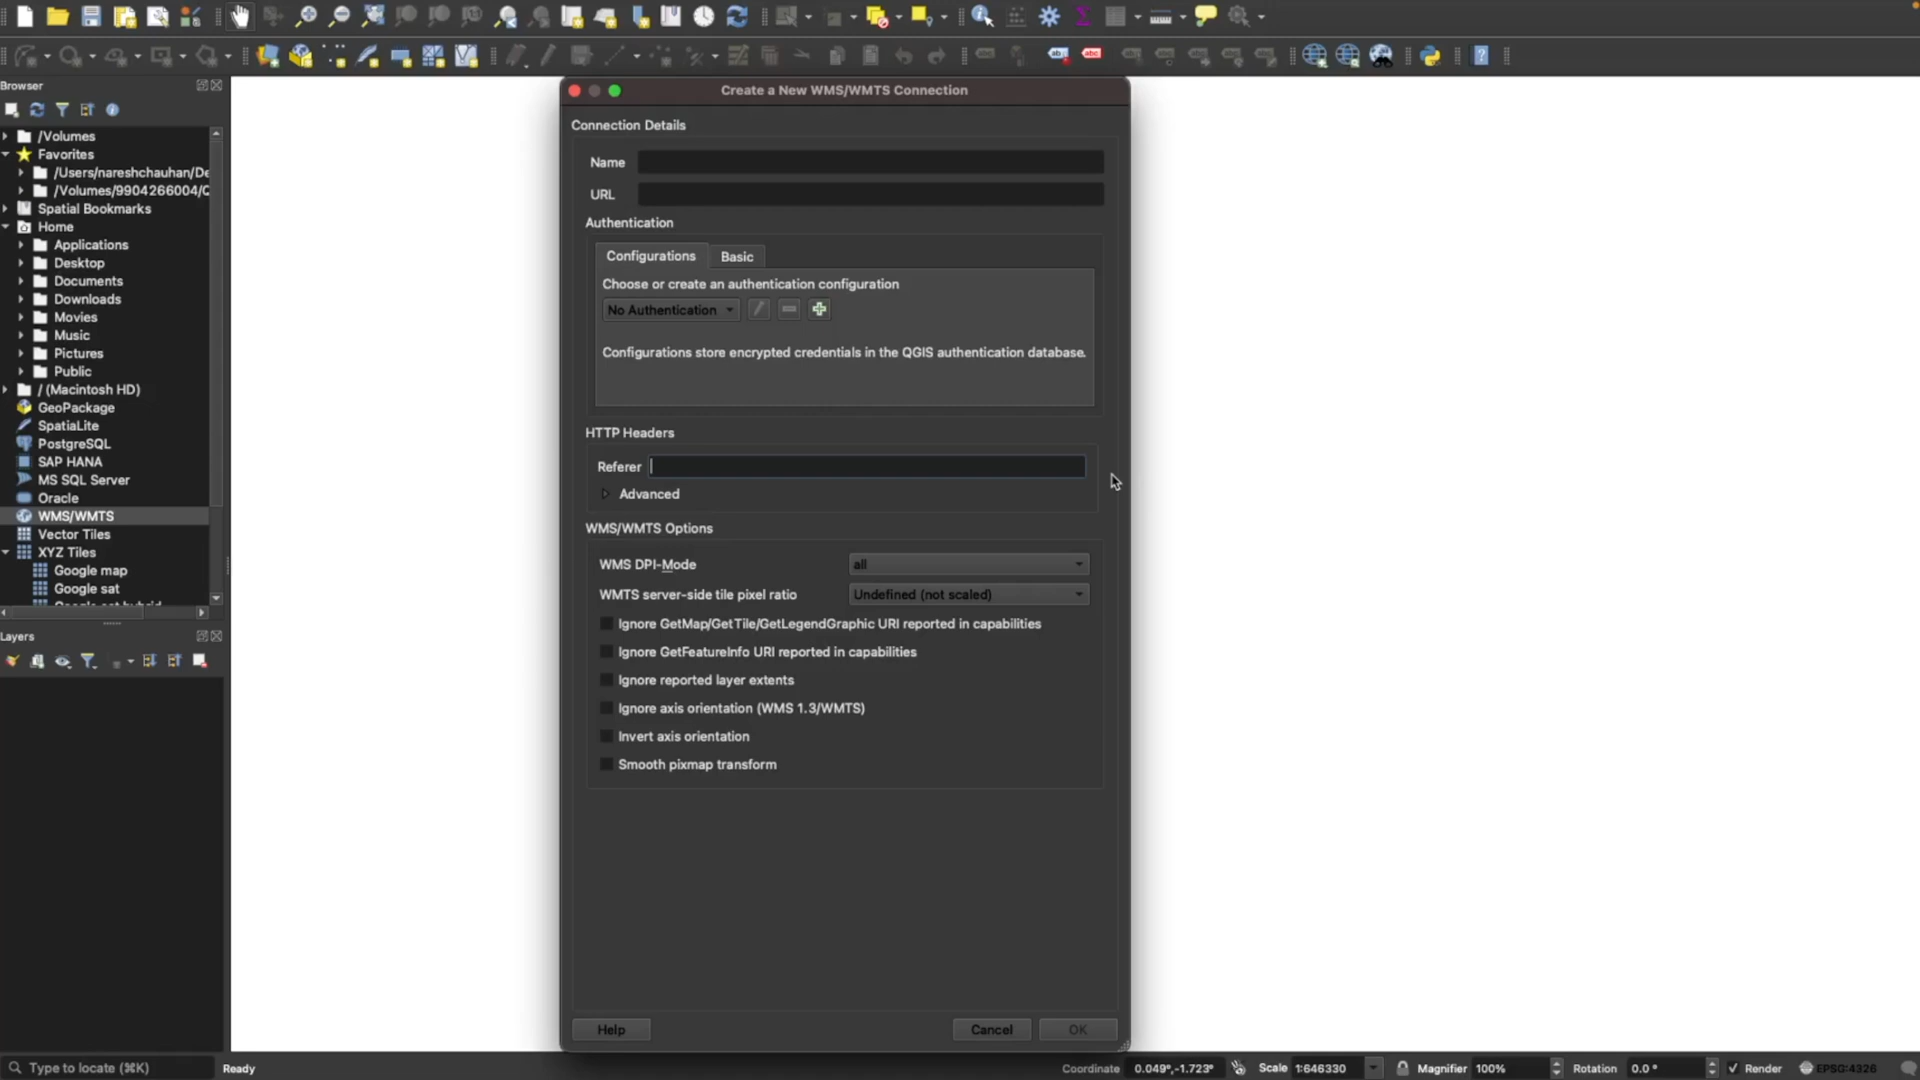 Browser
/Volumes
Favorites
/Users/nareshchauhan/De
/Volumes/9904266004/Q
Spatial Bookmarks
Home
Applications
Desktop
Documents
Downloads
Movies
Music
Pictures
Public
/ (Macintosh HD)
GeoPackage
SpatiaLite
PostgreSQL
SAP HANA
MS SQL Server
Oracle
WMS/WMTS
Vector Tiles
XYZ Tiles
Google map
Google sat
Layers
Create a New WMS/WMTS Connection
Connection Details
Name
URL
Authentication
Configurations Basic
Choose or create an authentication configuration
No Authentication
Configurations store encrypted credentials in the QGIS authentication database.
HTTP Headers
Referer
Advanced
WMS/WMTS Options
WMS DPI-Mode all
WMTS server-side tile pixel ratio Undefined (not scaled)
Ignore GetMap/GetTile/GetLegendGraphic URI reported in capabilities
Ignore GetFeatureInfo URI reported in capabilities
Ignore reported layer extents
Ignore axis orientation (WMS 1.3/WMTS)
Invert axis orientation
Smooth pixmap transform
Help Cancel OK
Type to locate (⌘K) Ready Coordinate 0.049°,-1.723° Scale 1:646330 Magnifier 100% Rotation 0.0 ° Render EPSG:4326